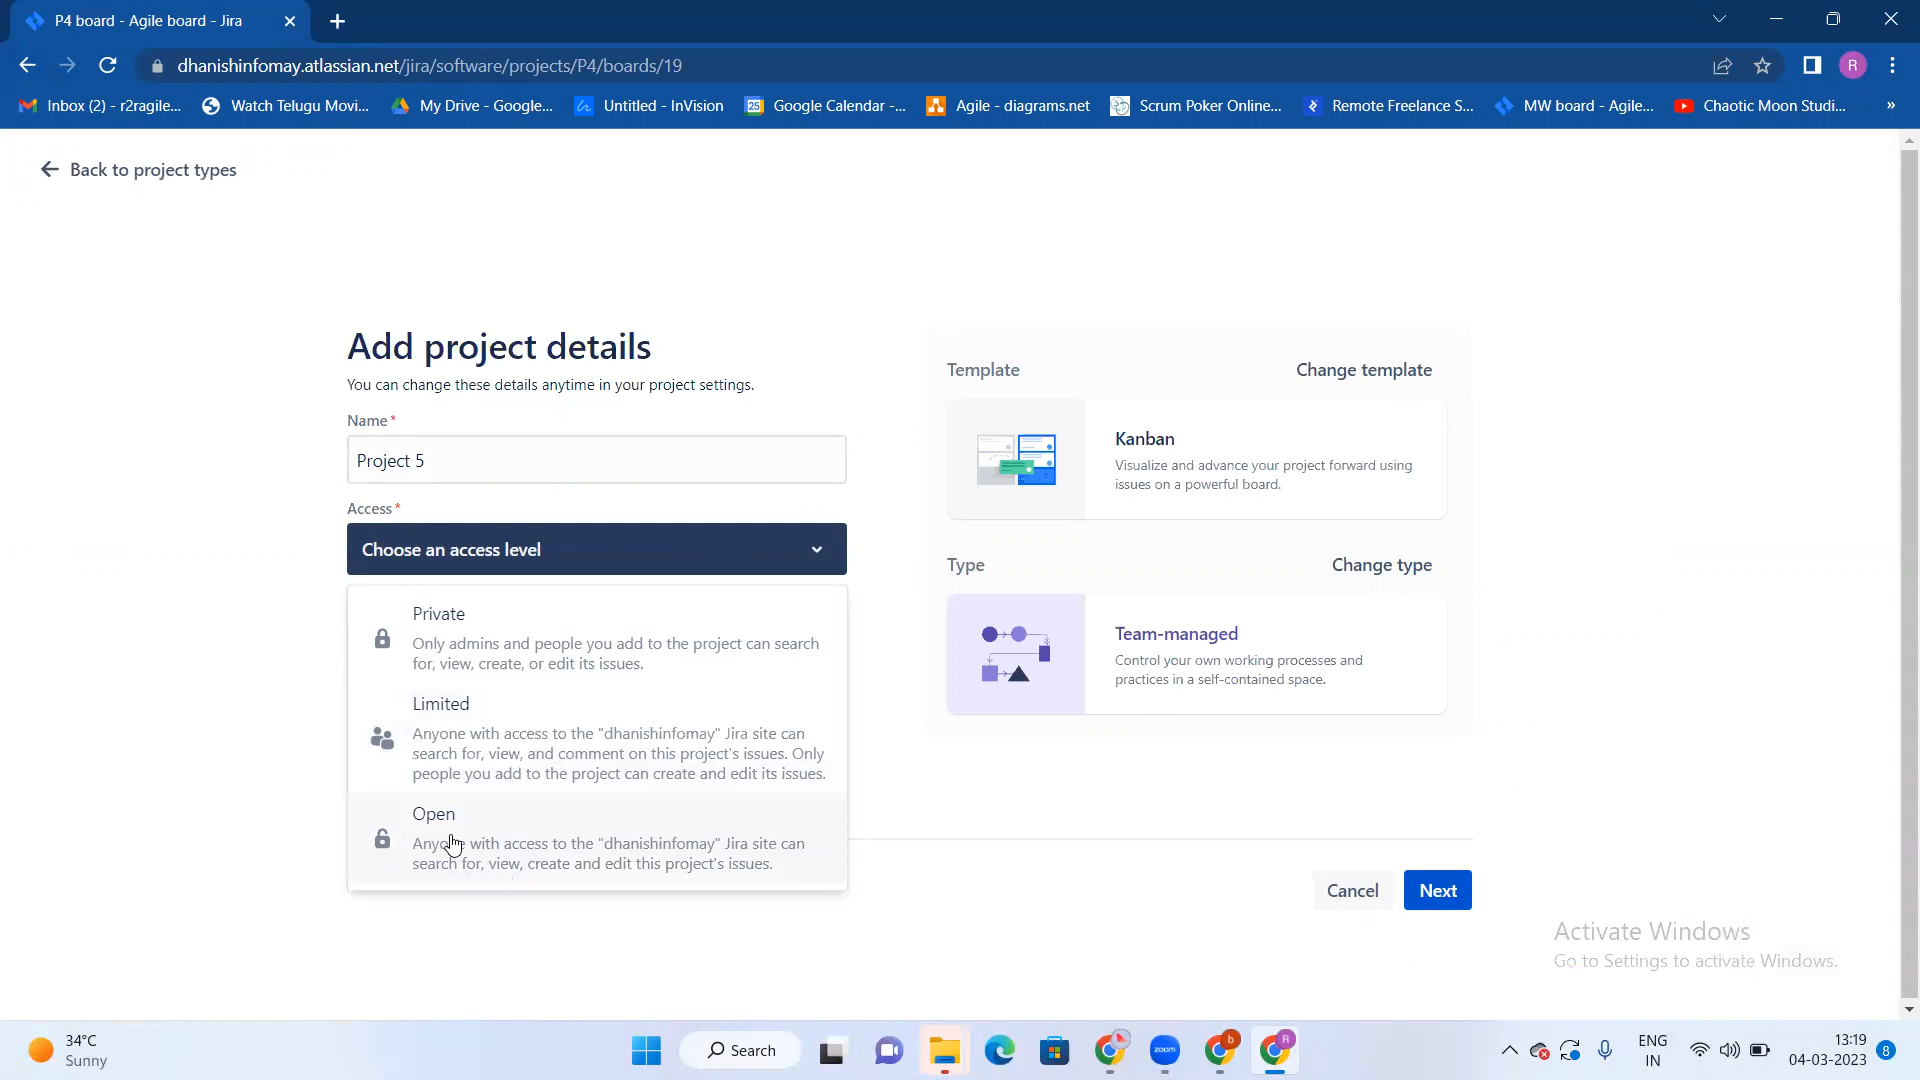 P4 board - Agile board - Jira
dhanishinfomay.atlassian.net/jira/software/projects/P4/boards/19
R
Inbox (2) - r2ragile...
Watch Telugu Movi...
My Drive - Google...
Untitled - InVision
25
Google Calendar -...
Agile - diagrams.net
Scrum Poker Online...
Remote Freelance S...
MW board - Agile...
Chaotic Moon Studi...
»
Back to project types
Add project details
You can change these details anytime in your project settings.
Name *
Project 5
Access *
Choose an access level
Private
Only admins and people you add to the project can search
for, view, create, or edit its issues.
Limited
Anyone with access to the "dhanishinfomay" Jira site can
search for, view, and comment on this project's issues. Only
people you add to the project can create and edit its issues.
Open
Anyone with access to the "dhanishinfomay" Jira site can
search for, view, create and edit this project's issues.
Template
Change template
Kanban
Visualize and advance your project forward using
issues on a powerful board.
Type
Change type
Team-managed
Control your own working processes and
practices in a self-contained space.
Cancel
Next
Activate Windows
Go to Settings to activate Windows.
34°C
Sunny
Search
zoom
b
R
ENG
IN
13:19
04-03-2023
8